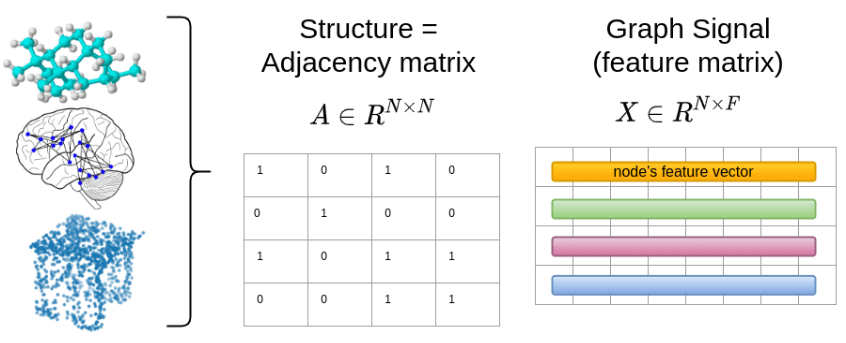 Structure =
Adjacency matrix
A ∈ R^{N×N}
1 0 1 0
0 1 0 0
1 0 1 1
0 0 1 1
Graph Signal
(feature matrix)
X ∈ R^{N×F}
node's feature vector